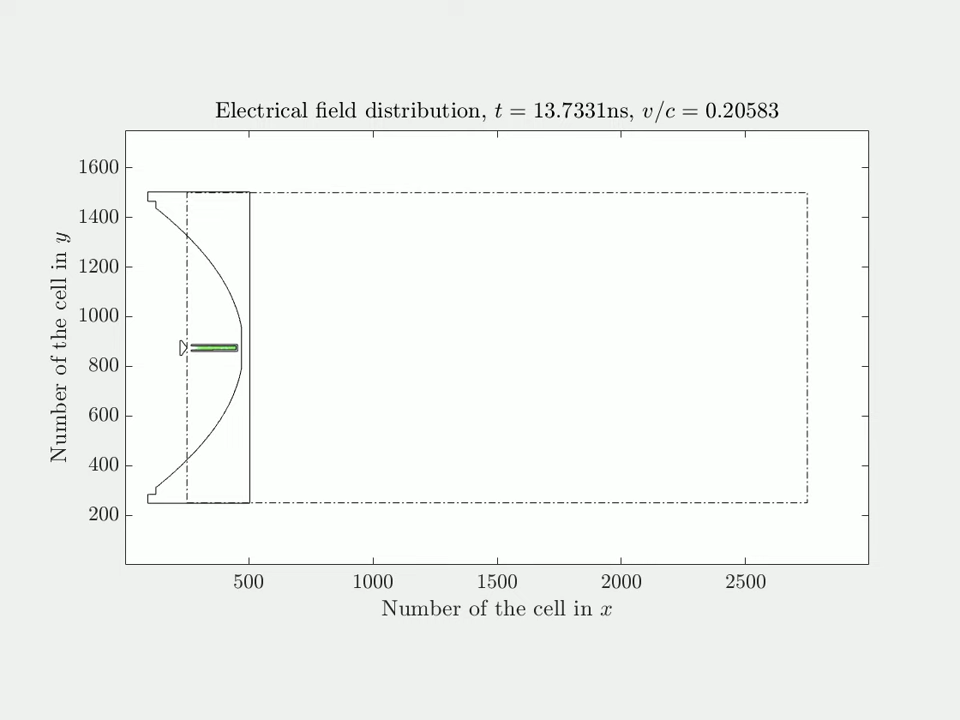 Electrical field distribution, t = 13.7331ns, v/c = 0.20583
1600
1400
1200
1000
800
600
400
200
Number of the cell in y
500 1000 1500 2000 2500
Number of the cell in x